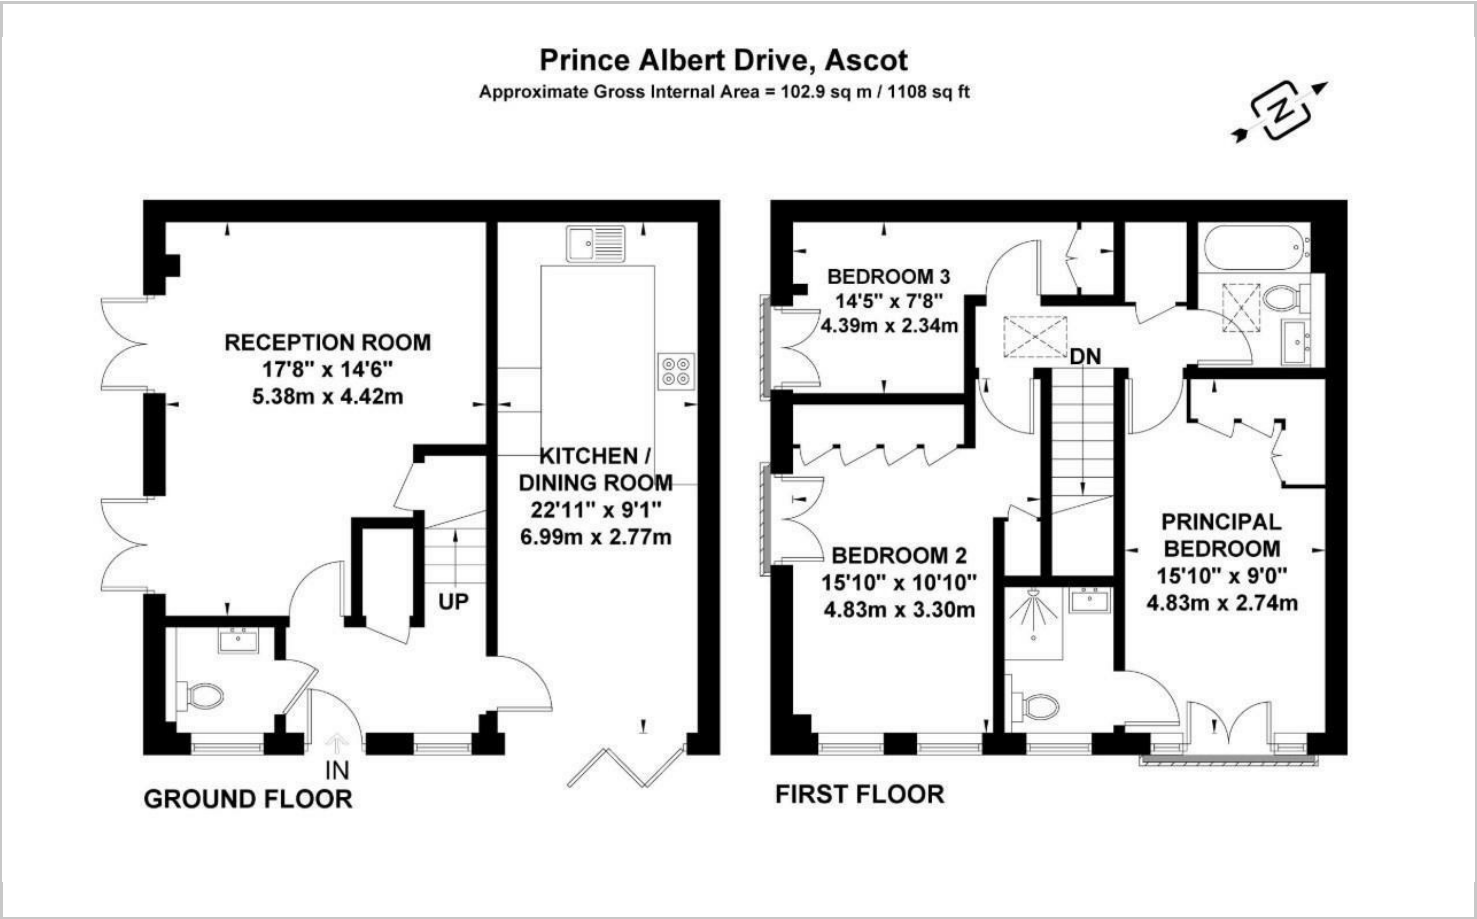 Prince Albert Drive, Ascot
Approximate Gross Internal Area = 102.9 sq m / 1108 sq ft
N
RECEPTION ROOM
17'8" x 14'6"
5.38m x 4.42m
KITCHEN /
DINING ROOM
22'11" x 9'1"
6.99m x 2.77m
UP
IN
GROUND FLOOR
BEDROOM 3
14'5" x 7'8"
4.39m x 2.34m
DN
BEDROOM 2
15'10" x 10'10"
4.83m x 3.30m
PRINCIPAL
BEDROOM
15'10" x 9'0"
4.83m x 2.74m
FIRST FLOOR